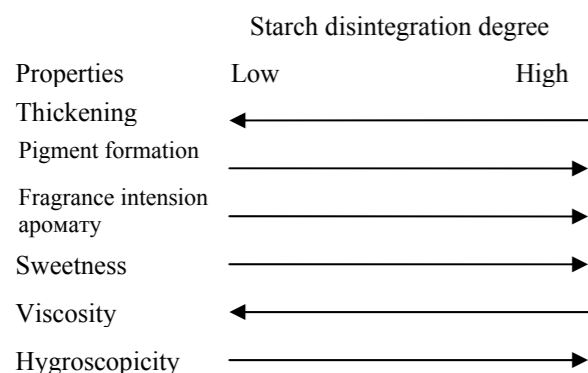 Starch disintegration degree
Properties Low High
Thickening
Pigment formation
Fragrance intension
аромату
Sweetness
Viscosity
Hygroscopicity